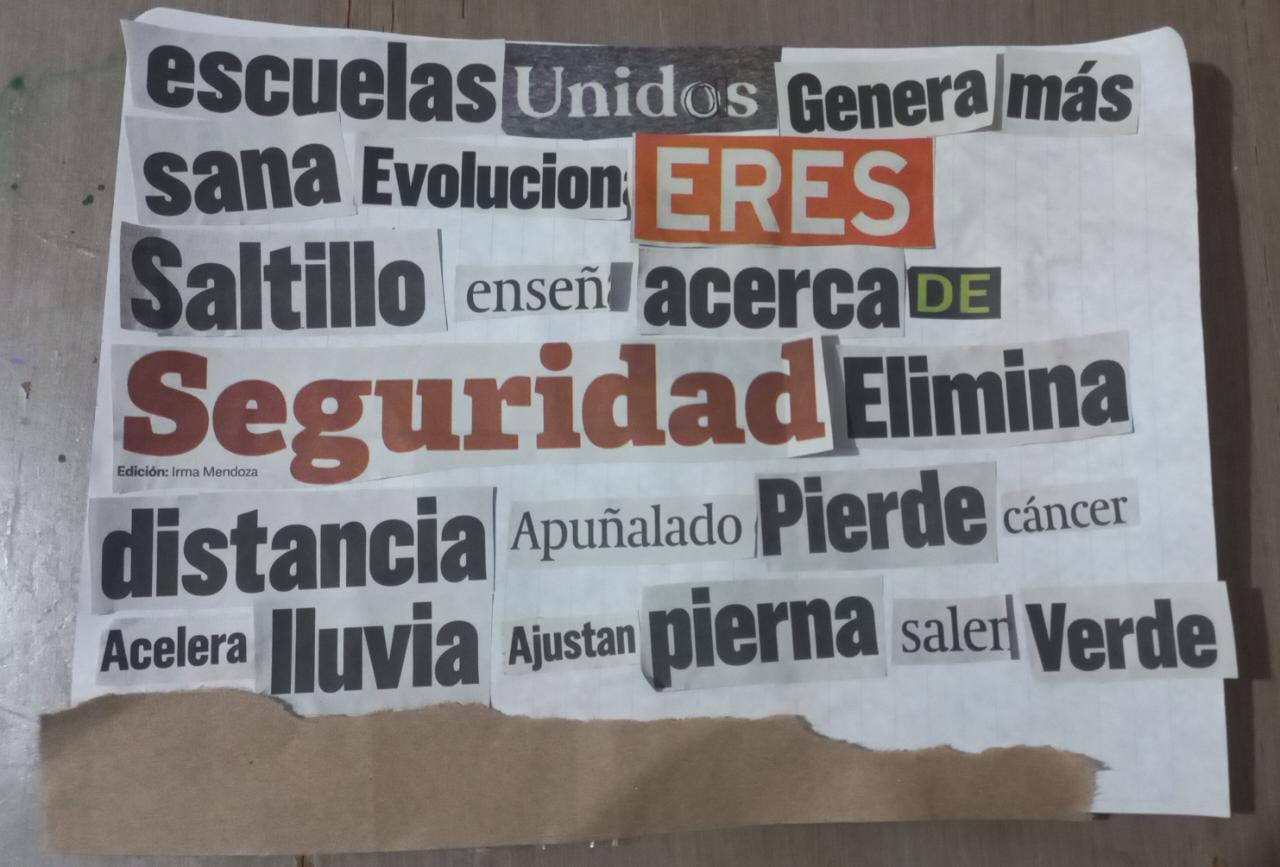 escuelas Unidos Genera más
sana Evolucion ERES
Saltillo enseña acerca DE
Seguridad Elimina
Edición: Irma Mendoza
distancia Apuñalado Pierde cáncer
Acelera lluvia Ajustan pierna salen Verde